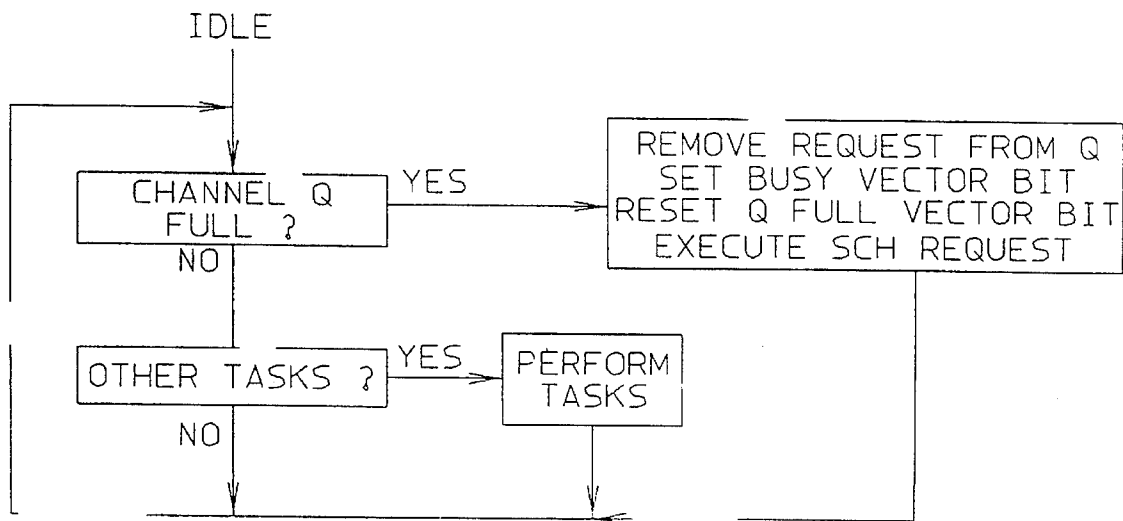 IDLE
CHANNEL Q
FULL ?
YES
REMOVE REQUEST FROM Q
SET BUSY VECTOR BIT
RESET Q FULL VECTOR BIT
EXECUTE SCH REQUEST
NO
OTHER TASKS ?
YES
PERFORM
TASKS
NO